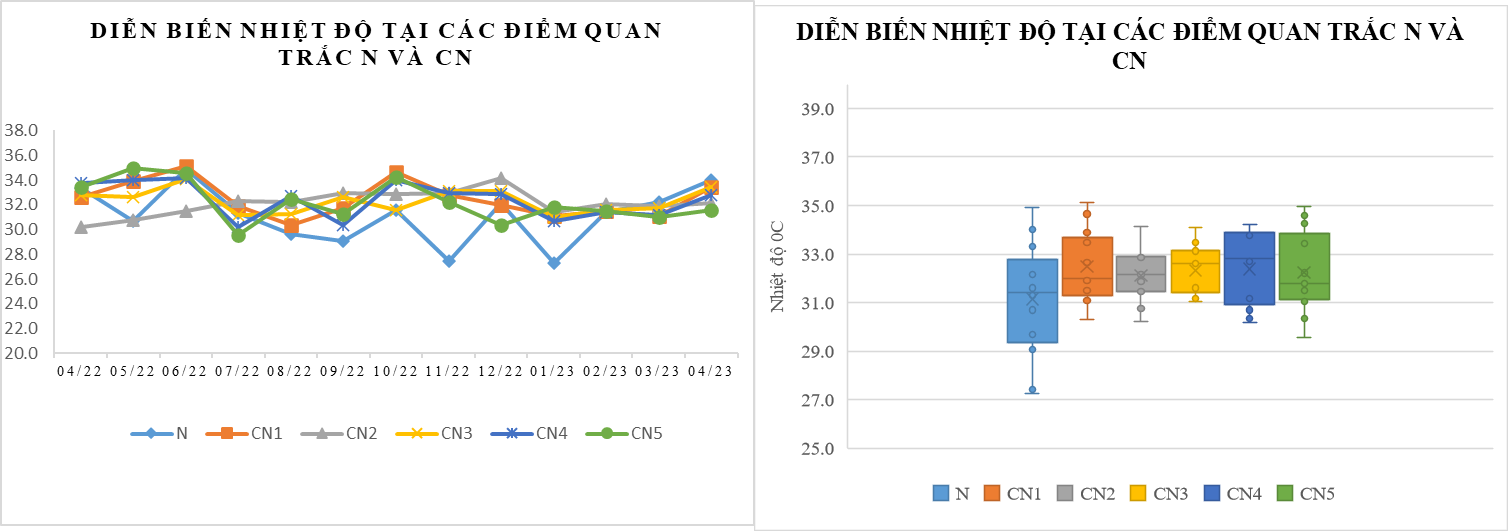 DIỄN BIẾN NHIỆT ĐỘ TẠI CÁC ĐIỂM QUAN
TRẮC N VÀ CN
38.0
36.0
34.0
32.0
30.0
28.0
26.0
24.0
22.0
20.0
04/22 05/22 06/22 07/22 08/22 09/22 10/22 11/22 12/22 01/23 02/23 03/23 04/23
N CN1 CN2 CN3 CN4 CN5
DIỄN BIẾN NHIỆT ĐỘ TẠI CÁC ĐIỂM QUAN TRẮC N VÀ
CN
Nhiệt độ 0C
39.0
37.0
35.0
33.0
31.0
29.0
27.0
25.0
N CN1 CN2 CN3 CN4 CN5